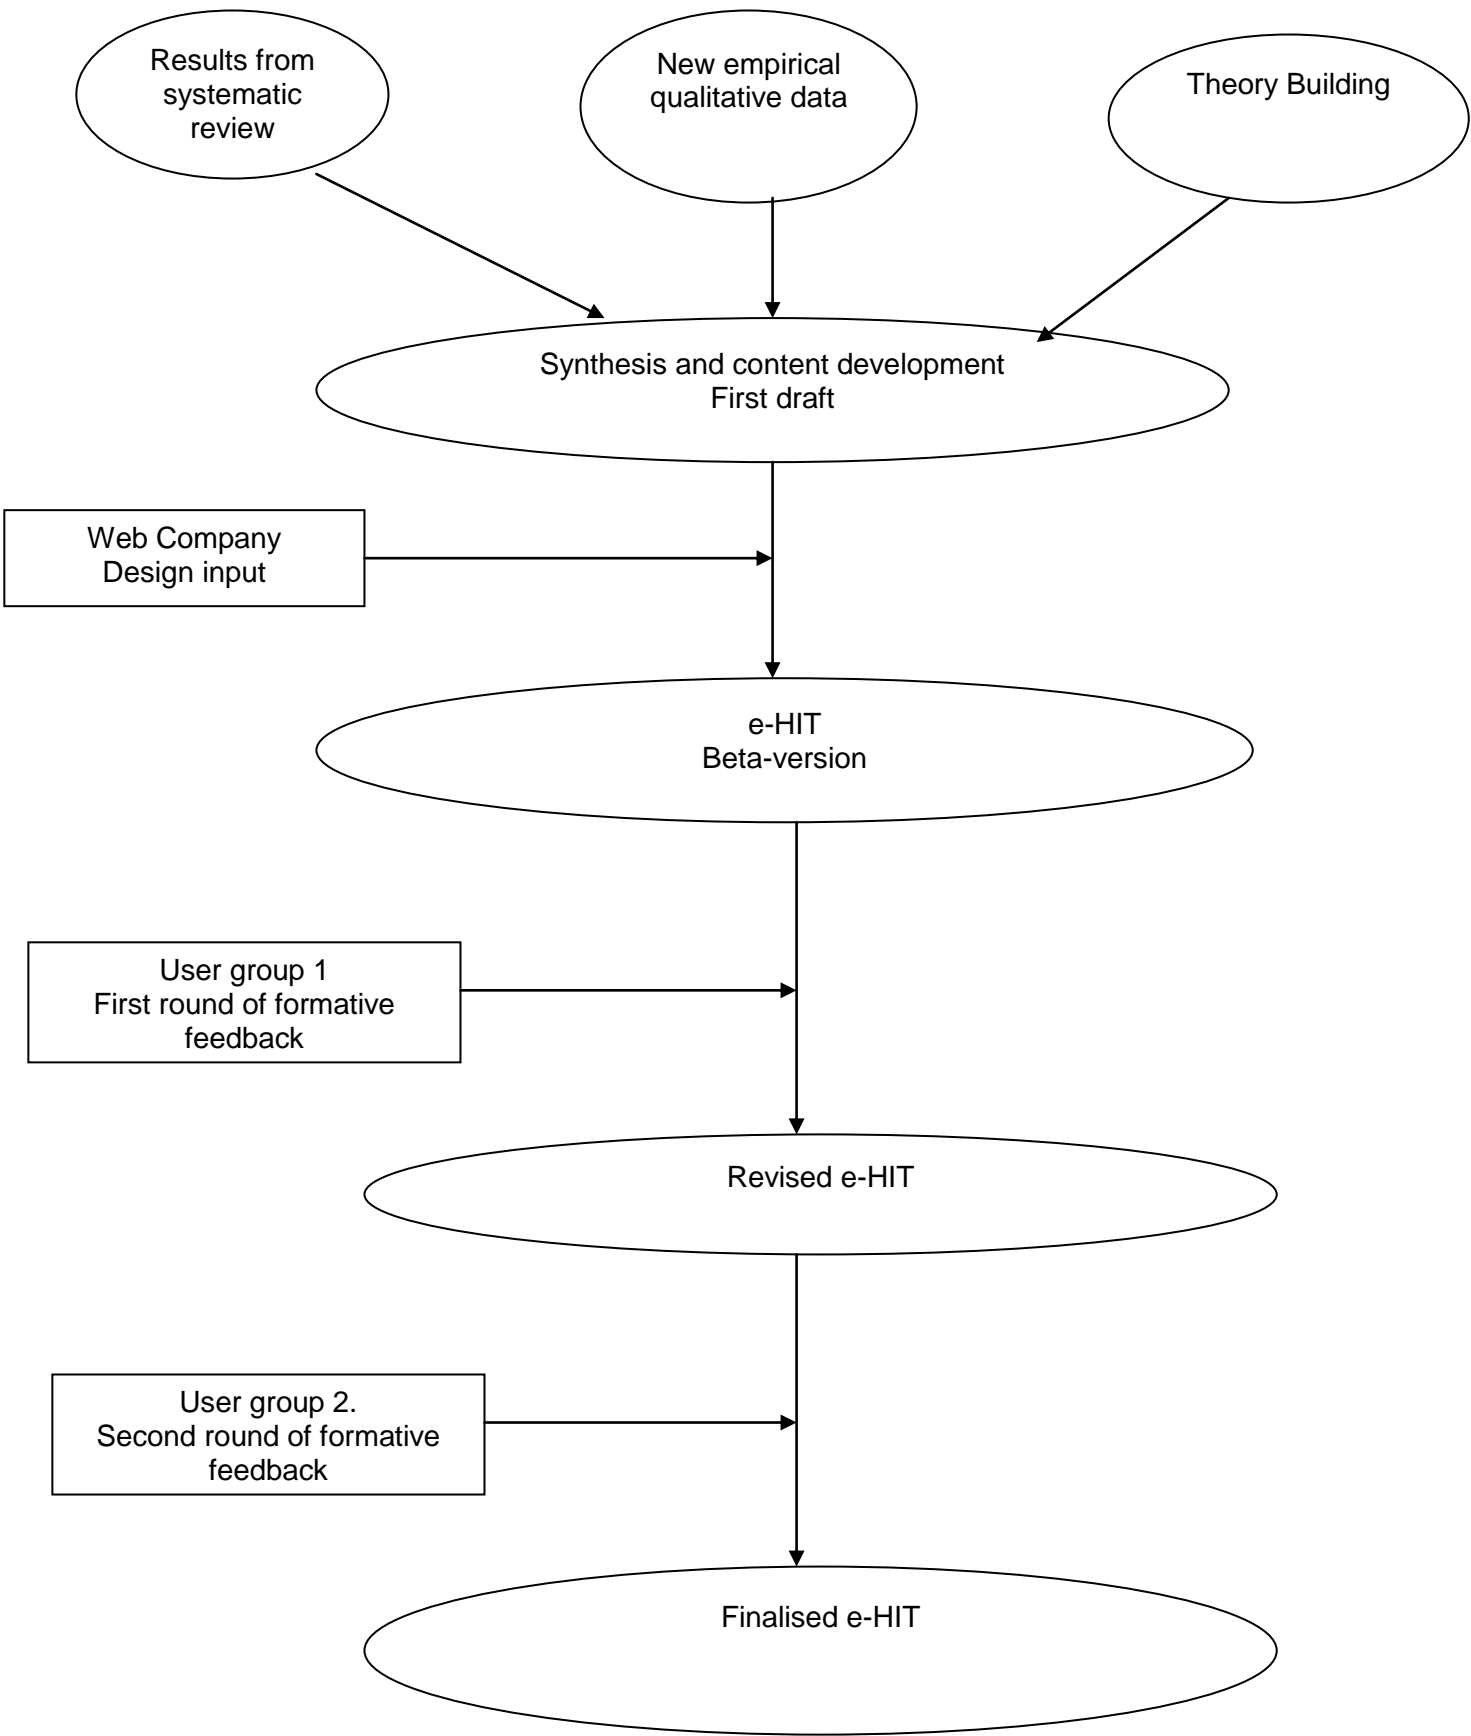 Results from
systematic
review
New empirical
qualitative data
Theory Building
Synthesis and content development
First draft
Web Company
Design input
e-HIT
Beta-version
User group 1
First round of formative
feedback
Revised e-HIT
User group 2.
Second round of formative
feedback
Finalised e-HIT